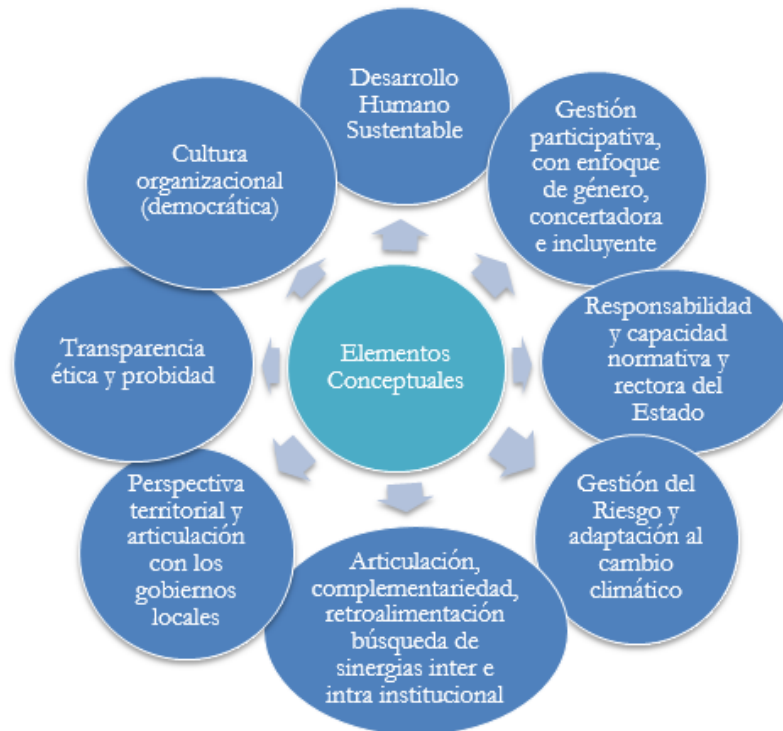 Desarrollo
Humano
Sustentable
Gestión
participativa,
con enfoque
de género,
concertadora
e incluyente
Responsabilidad
y capacidad
normativa y
rectora del
Estado
Gestión del
Riesgo y
adaptación al
cambio
climático
Articulación,
complementariedad,
retroalimentación
búsqueda de
sinergias inter e
intra institucional
Perspectiva
territorial y
articulación
con los
gobiernos
locales
Transparencia
ética y probidad
Cultura
organizacional
(democrática)
Elementos
Conceptuales